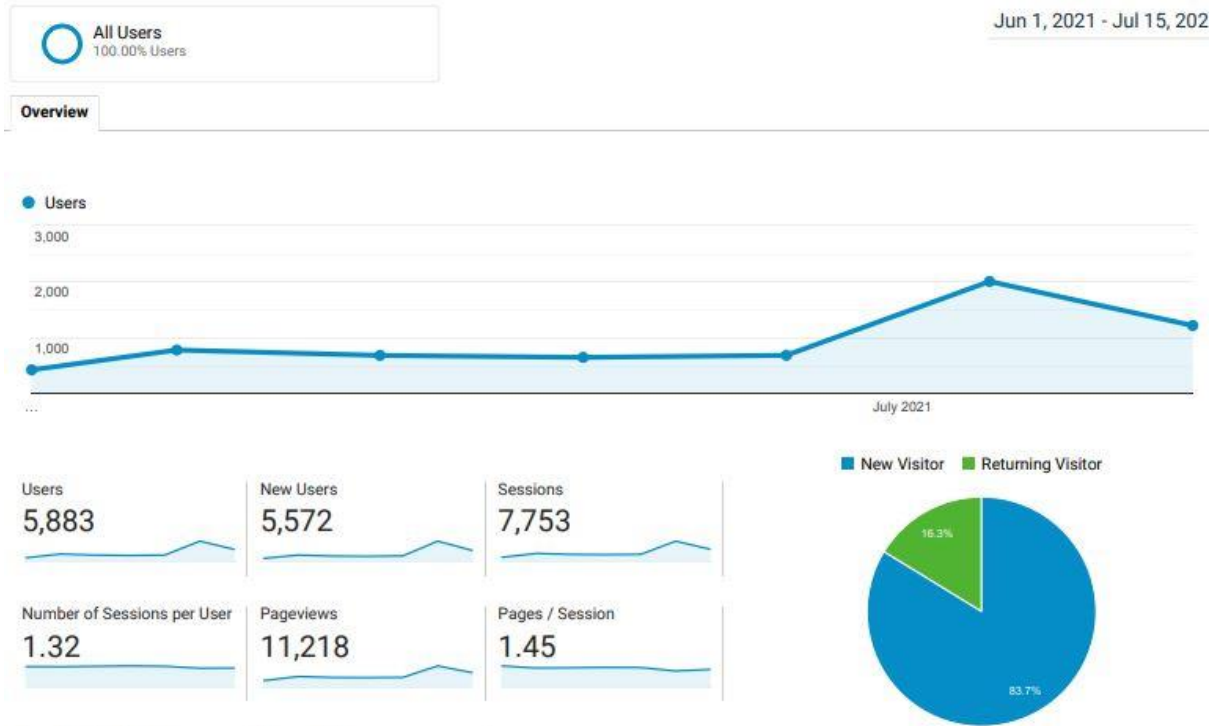 All Users
100.00% Users
Jun 1, 2021 - Jul 15, 202
Overview
Users
3,000
2,000
1,000
...
July 2021
New Visitor
Returning Visitor
Users
5,883
New Users
5,572
Sessions
7,753
Number of Sessions per User
1.32
Pageviews
11,218
Pages / Session
1.45
16.3%
83.7%